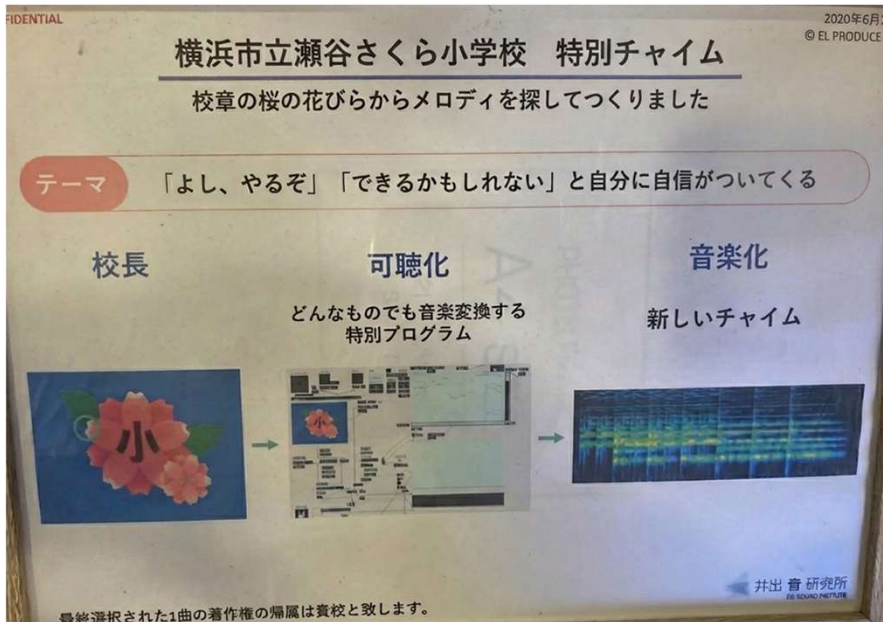 FIDENTIAL
2020年6月
© EL PRODUCE
横浜市立瀬谷さくら小学校　特別チャイム
校章の桜の花びらからメロディを探してつくりました
テーマ
「よし、やるぞ」「できるかもしれない」と自分に自信がついてくる
校長
可聴化
音楽化
どんなものでも音楽変換する
特別プログラム
新しいチャイム
小
小
井出 音 研究所
最終選択された1曲の著作権の帰属は貴校と致します。